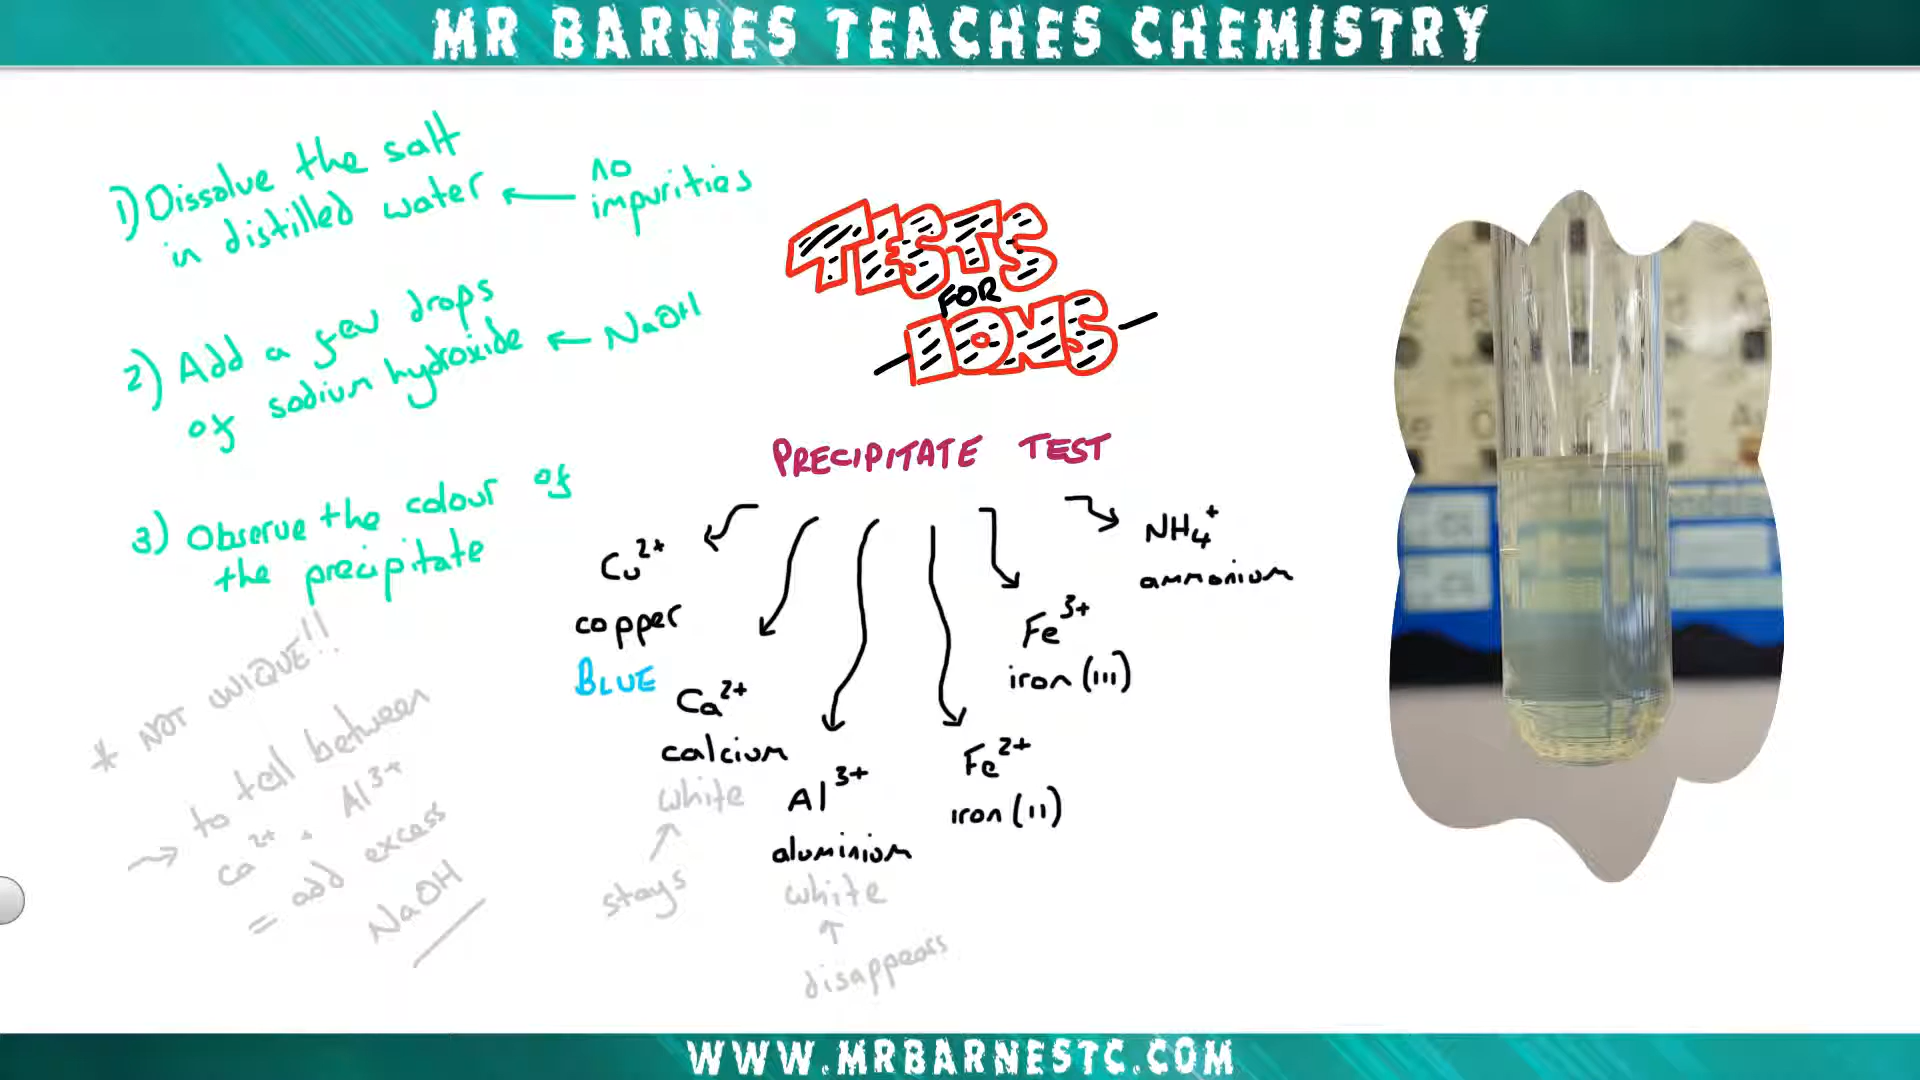 MR BARNES TEACHES CHEMISTRY
1) Dissolve the salt
in distilled water ← no
impurities
2) Add a few drops
of sodium hydroxide ← NaOH
3) Observe the colour of
the precipitate
* NOT UNIQUE!!
→ to tell between
Ca²⁺ & Al³⁺
= add excess
NaOH
TESTS
FOR
IONS
PRECIPITATE TEST
Cu²⁺
copper
BLUE
Ca²⁺
calcium
white
stays
Al³⁺
aluminium
white
disappears
Fe²⁺
iron (II)
Fe³⁺
iron (III)
NH₄⁺
ammonium
WWW.MRBARNESTC.COM